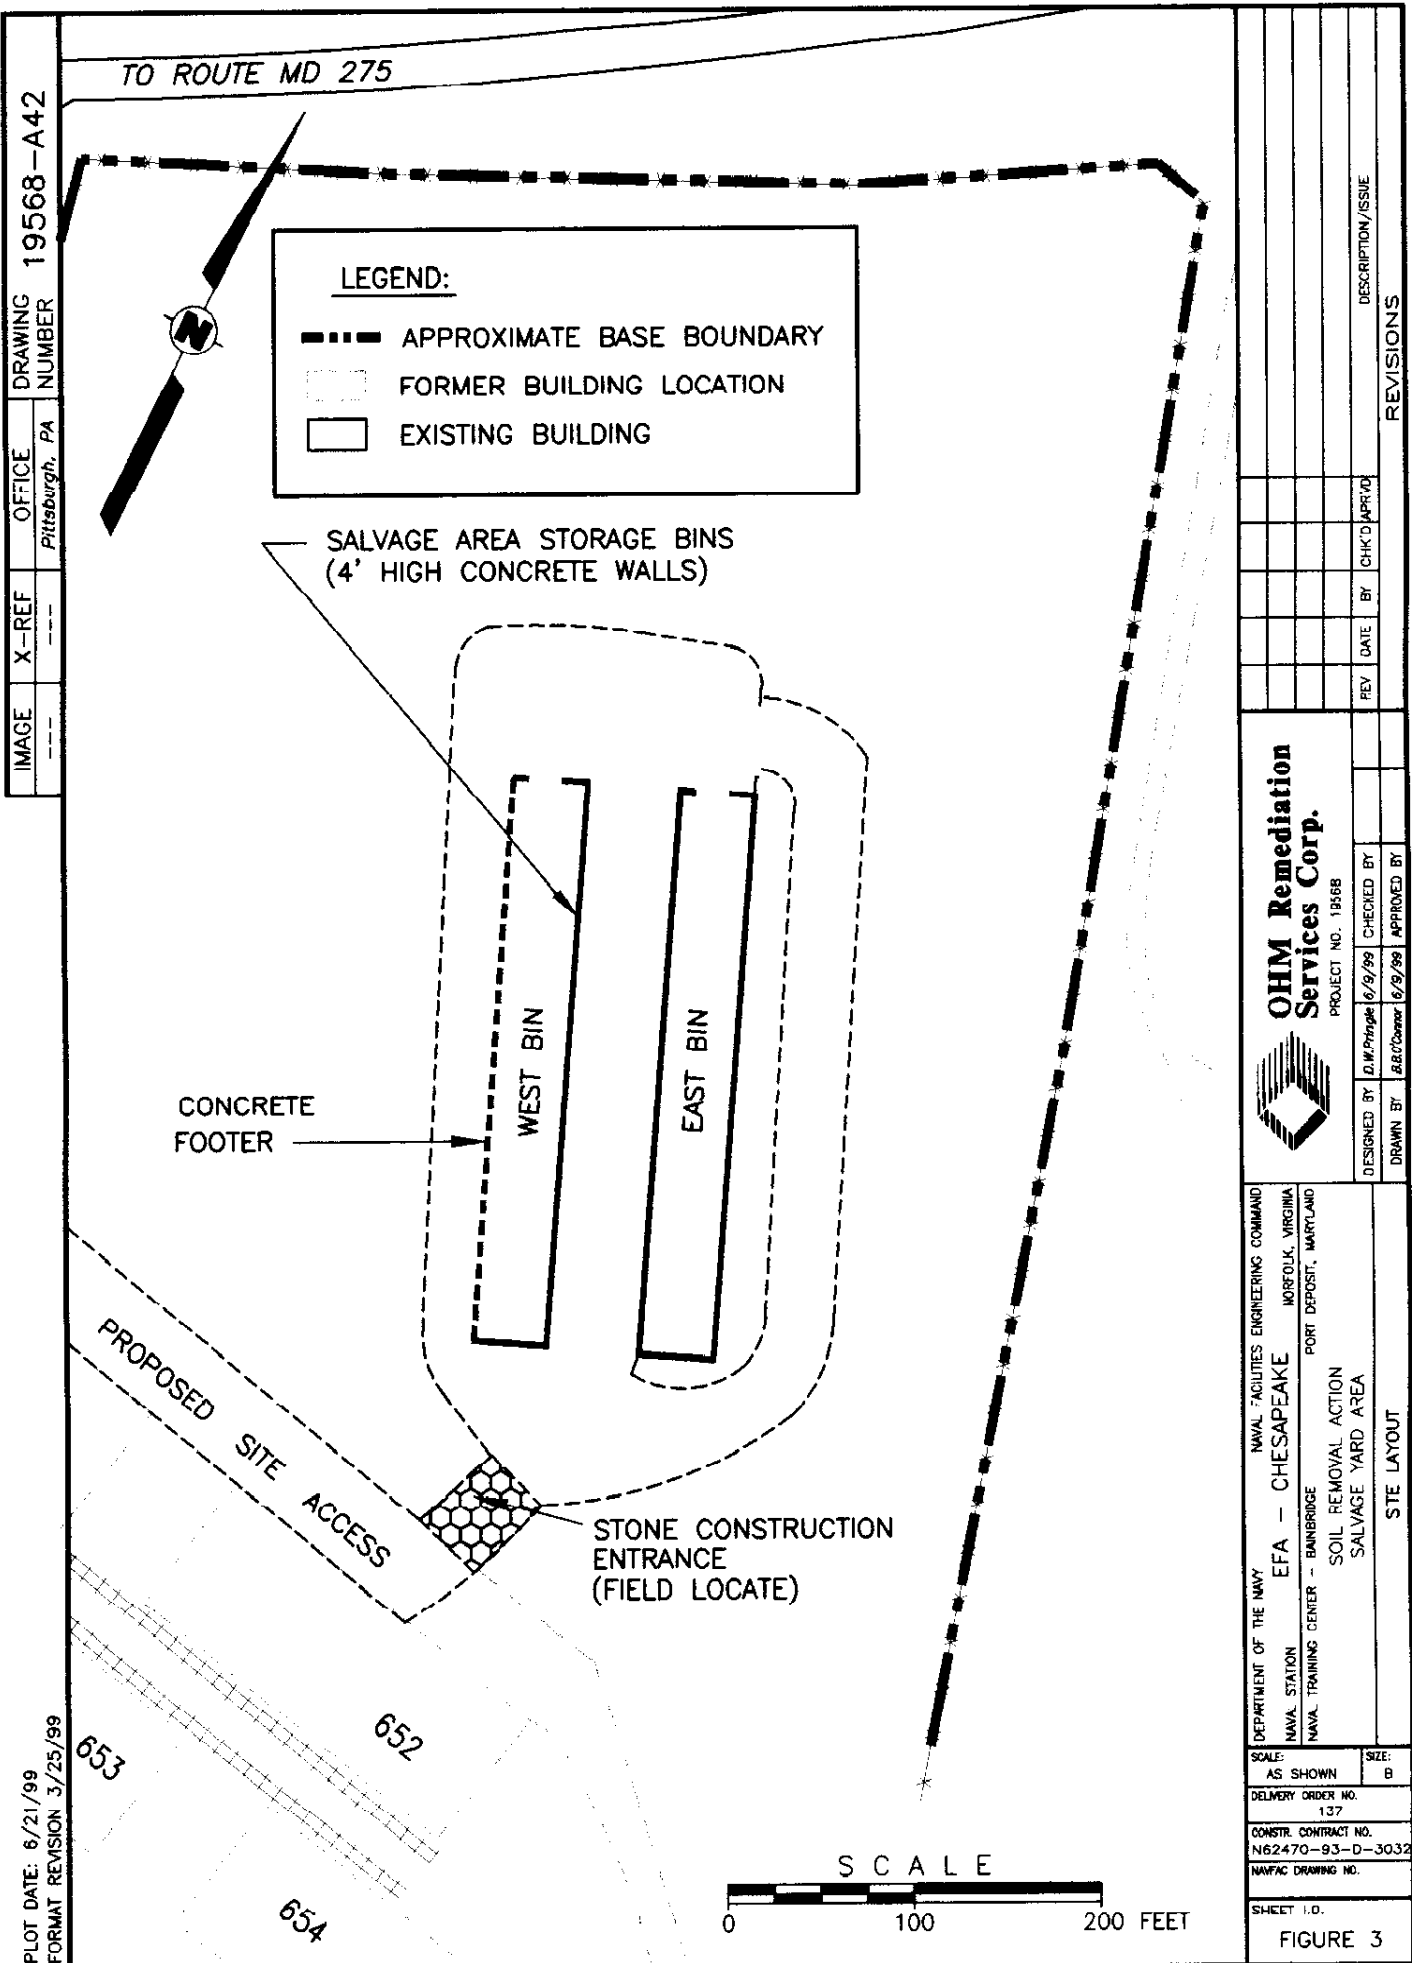 TO ROUTE MD 275
DRAWING NUMBER
19568-A42
OFFICE
Pittsburgh, PA
X-REF
---
IMAGE
---
LEGEND:
APPROXIMATE BASE BOUNDARY
FORMER BUILDING LOCATION
EXISTING BUILDING
N
SALVAGE AREA STORAGE BINS
(4' HIGH CONCRETE WALLS)
WEST BIN
EAST BIN
CONCRETE
FOOTER
PROPOSED SITE ACCESS
STONE CONSTRUCTION
ENTRANCE
(FIELD LOCATE)
652
653
654
SCALE
0 100 200 FEET
PLOT DATE: 6/21/99
FORMAT REVISION 3/25/99
REVISIONS
REV DATE BY CHK'D APRVD DESCRIPTION/ISSUE
OHM Remediation
Services Corp.
PROJECT NO. 19568
DESIGNED BY D.W.Pringle 6/9/99 CHECKED BY
DRAWN BY B.B.O'Connor 6/9/99 APPROVED BY
DEPARTMENT OF THE NAVY NAVAL FACILITIES ENGINEERING COMMAND
NAVA. STATION EFA - CHESAPEAKE NORFOLK, VIRGINIA
NAVA. TRAINING CENTER - BAINBRIDGE PORT DEPOSIT, MARYLAND
SOIL REMOVAL ACTION
SALVAGE YARD AREA
STE LAYOUT
SCALE: AS SHOWN
SIZE: B
DELIVERY ORDER NO.
137
CONSTR. CONTRACT NO.
N62470-93-D-3032
NAVFAC DRAWING NO.
SHEET I.D.
FIGURE 3